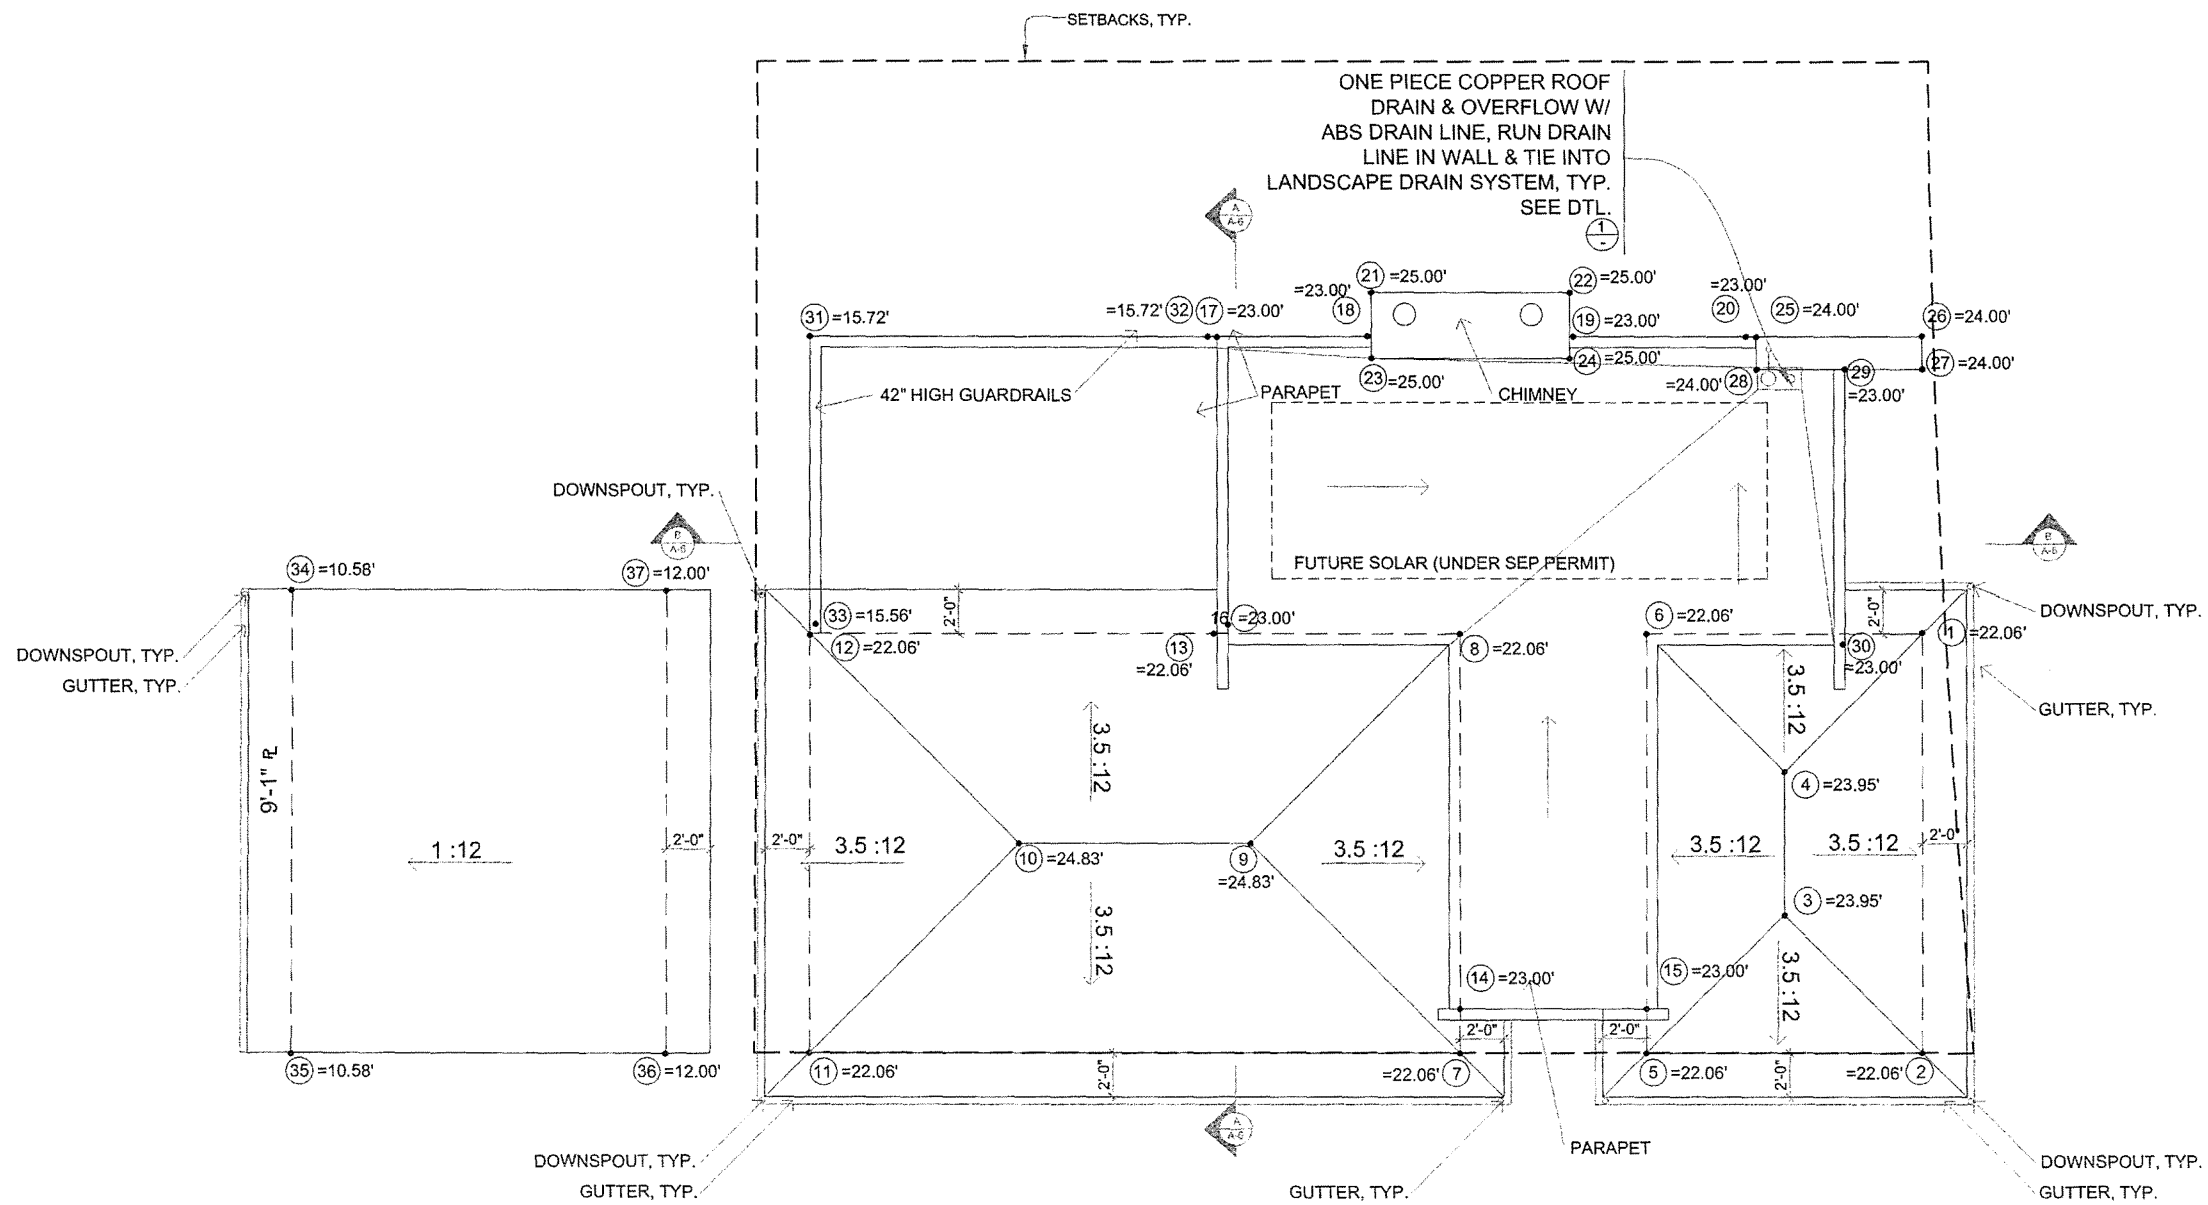 SETBACKS, TYP.
ONE PIECE COPPER ROOF
DRAIN & OVERFLOW W/
ABS DRAIN LINE, RUN DRAIN
LINE IN WALL & TIE INTO
LANDSCAPE DRAIN SYSTEM, TYP.
SEE DTL.
1
-
A
A-6
21 =25.00'
22 =25.00'
=23.00'
18
=23.00'
20
31 =15.72'
=15.72' 32
17 =23.00'
19 =23.00'
25 =24.00'
26 =24.00'
24 =25.00'
27 =24.00'
23 =25.00'
=24.00' 28
29
=23.00'
42" HIGH GUARDRAILS
PARAPET
CHIMNEY
DOWNSPOUT, TYP.
B
A-6
B
A-6
FUTURE SOLAR (UNDER SEP PERMIT)
34 =10.58'
37 =12.00'
33 =15.56'
2'-0"
16 =23.00'
6 =22.06'
2'-0"
DOWNSPOUT, TYP.
1 =22.06'
DOWNSPOUT, TYP.
GUTTER, TYP.
12 =22.06'
13
=22.06'
8 =22.06'
30
=23.00'
GUTTER, TYP.
3.5 :12
3.5 :12
9'-1" PL
4 =23.95'
1 :12
2'-0"
2'-0"
3.5 :12
10 =24.83'
9
=24.83'
3.5 :12
3.5 :12
3.5 :12
2'-0"
3 =23.95'
3.5 :12
3.5 :12
14 =23.00'
15 =23.00'
2'-0"
2'-0"
35 =10.58'
36 =12.00'
11 =22.06'
2'-0"
=22.06' 7
5 =22.06'
2'-0"
=22.06' 2
A
A-6
PARAPET
DOWNSPOUT, TYP.
GUTTER, TYP.
GUTTER, TYP.
DOWNSPOUT, TYP.
GUTTER, TYP.